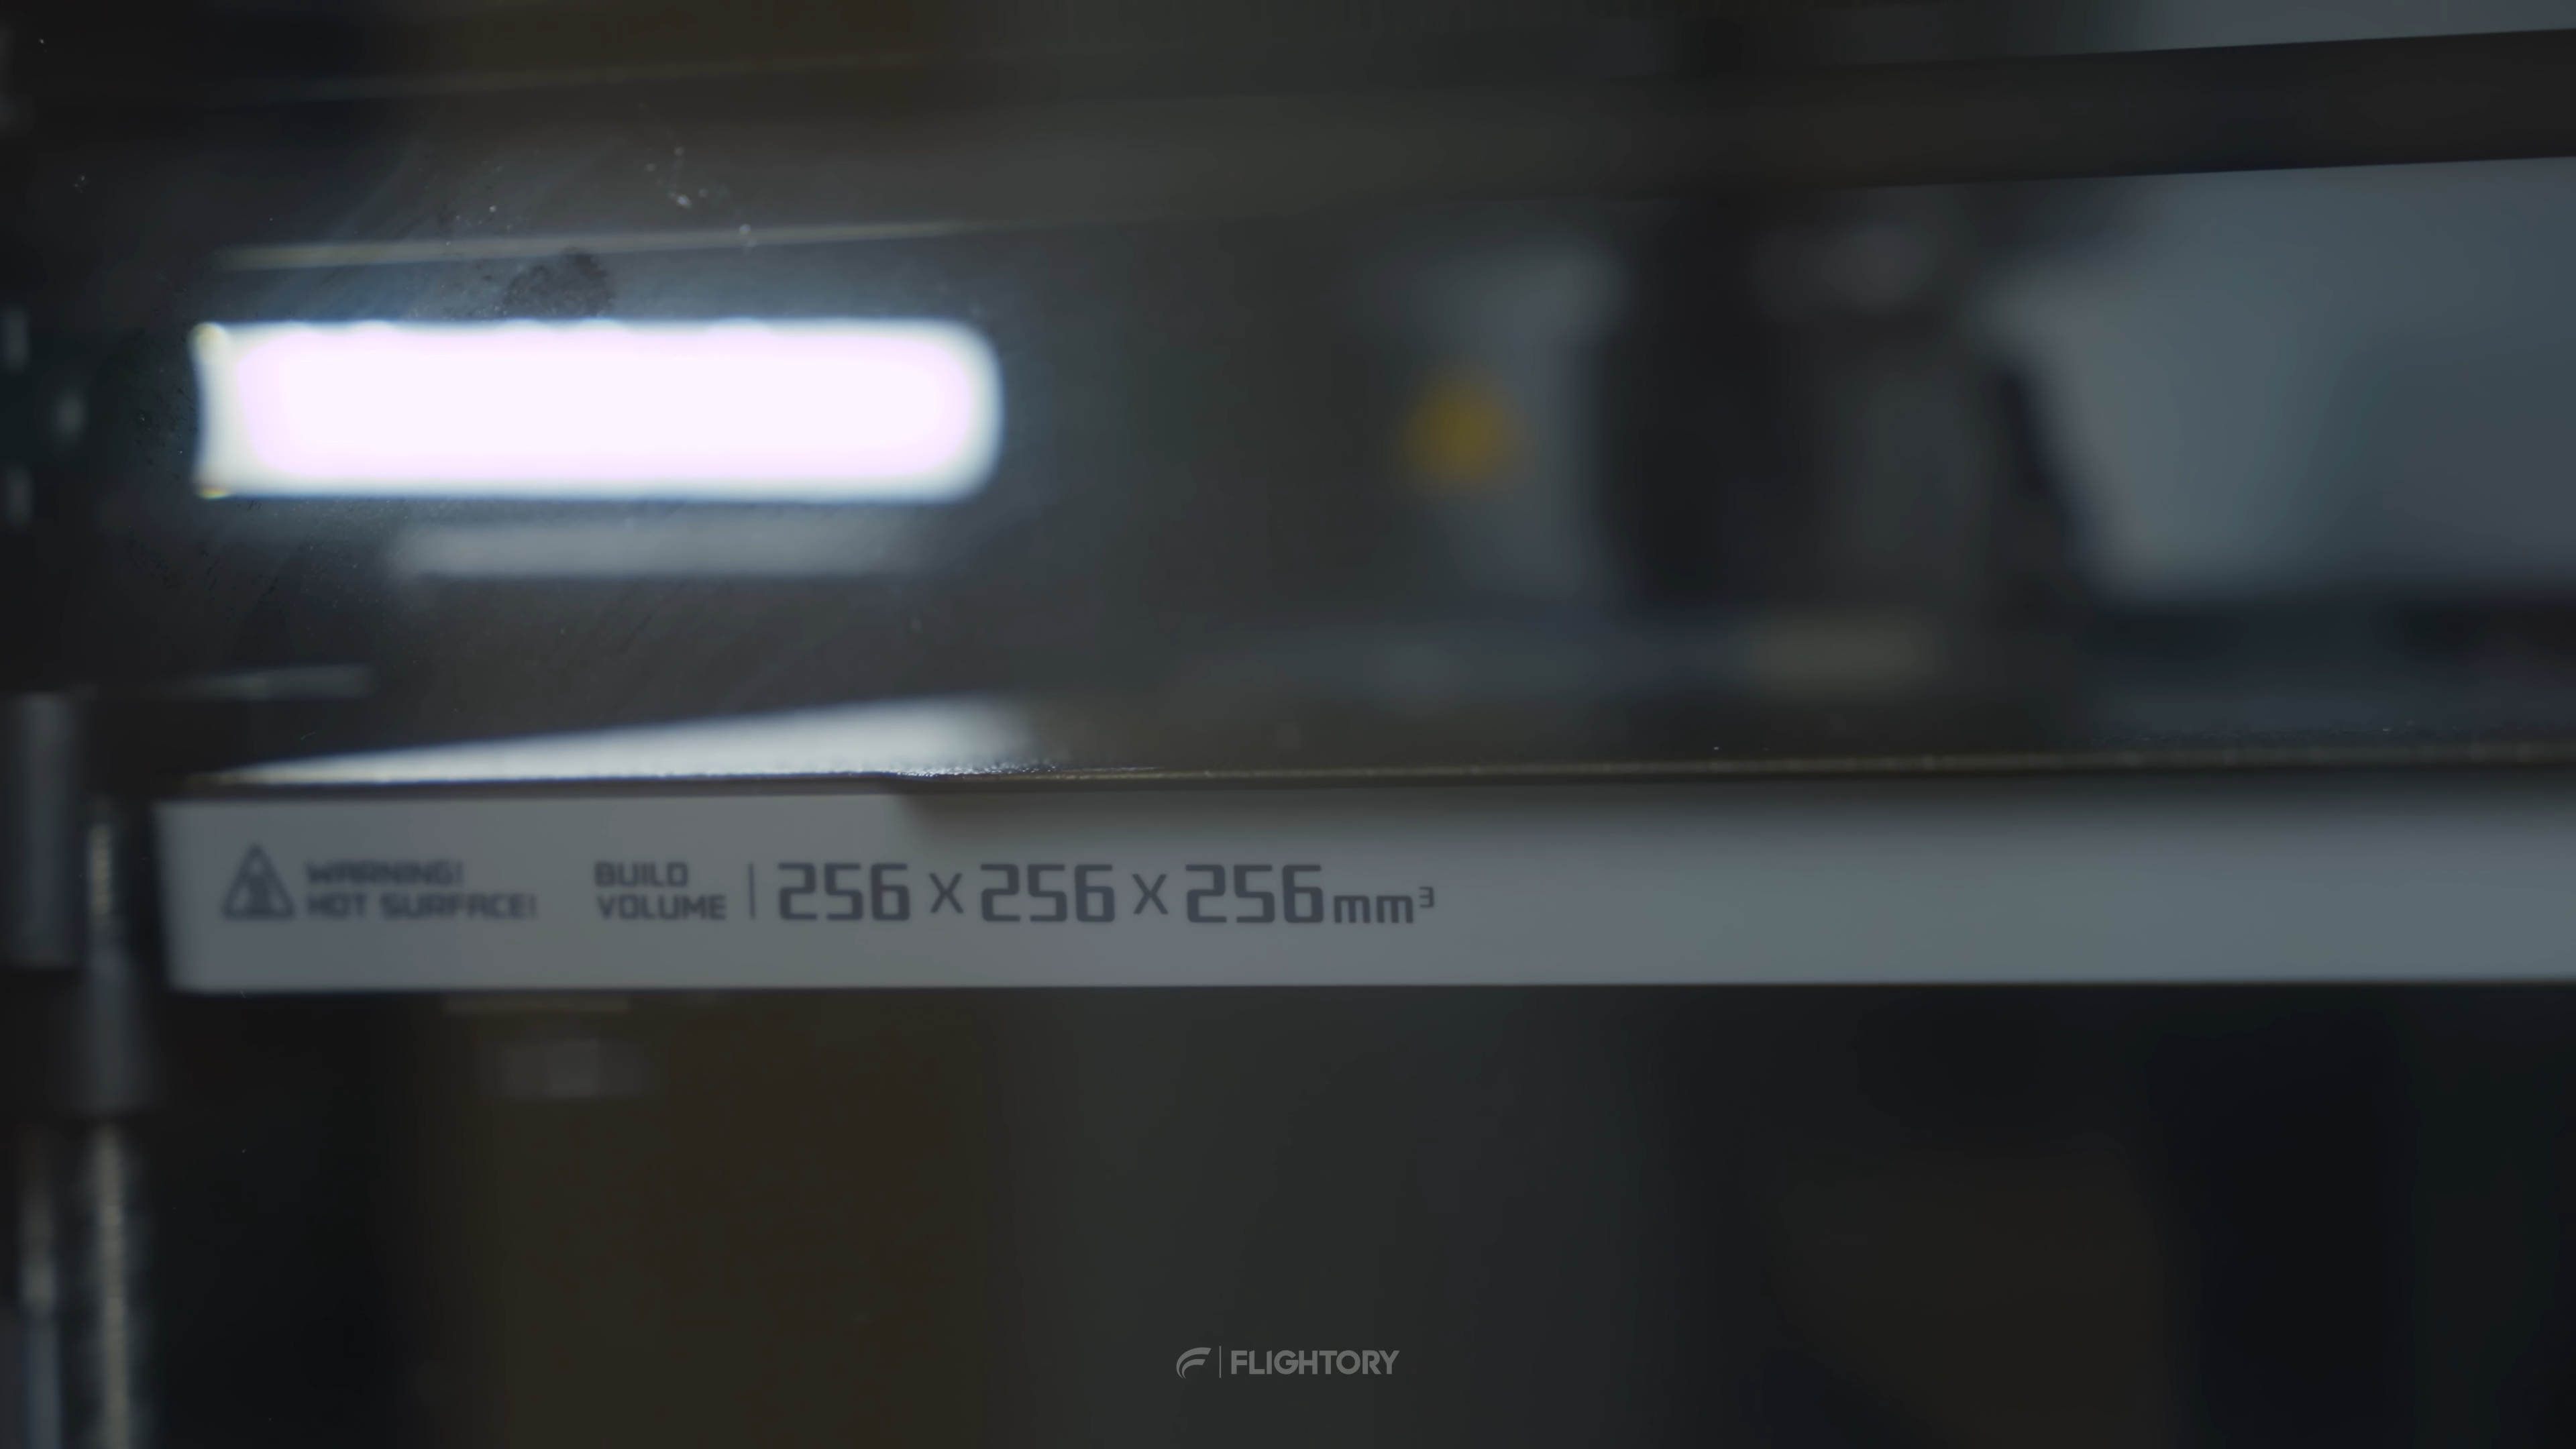 WARNING!
HOT SURFACE!
BUILD
VOLUME
256 x 256 x 256mm³
FLIGHTORY